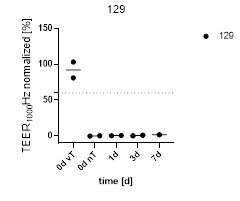 129
129
TEER1000Hz normalized [%]
150
100
50
0
0d vT
0d nT
1d
3d
7d
time [d]